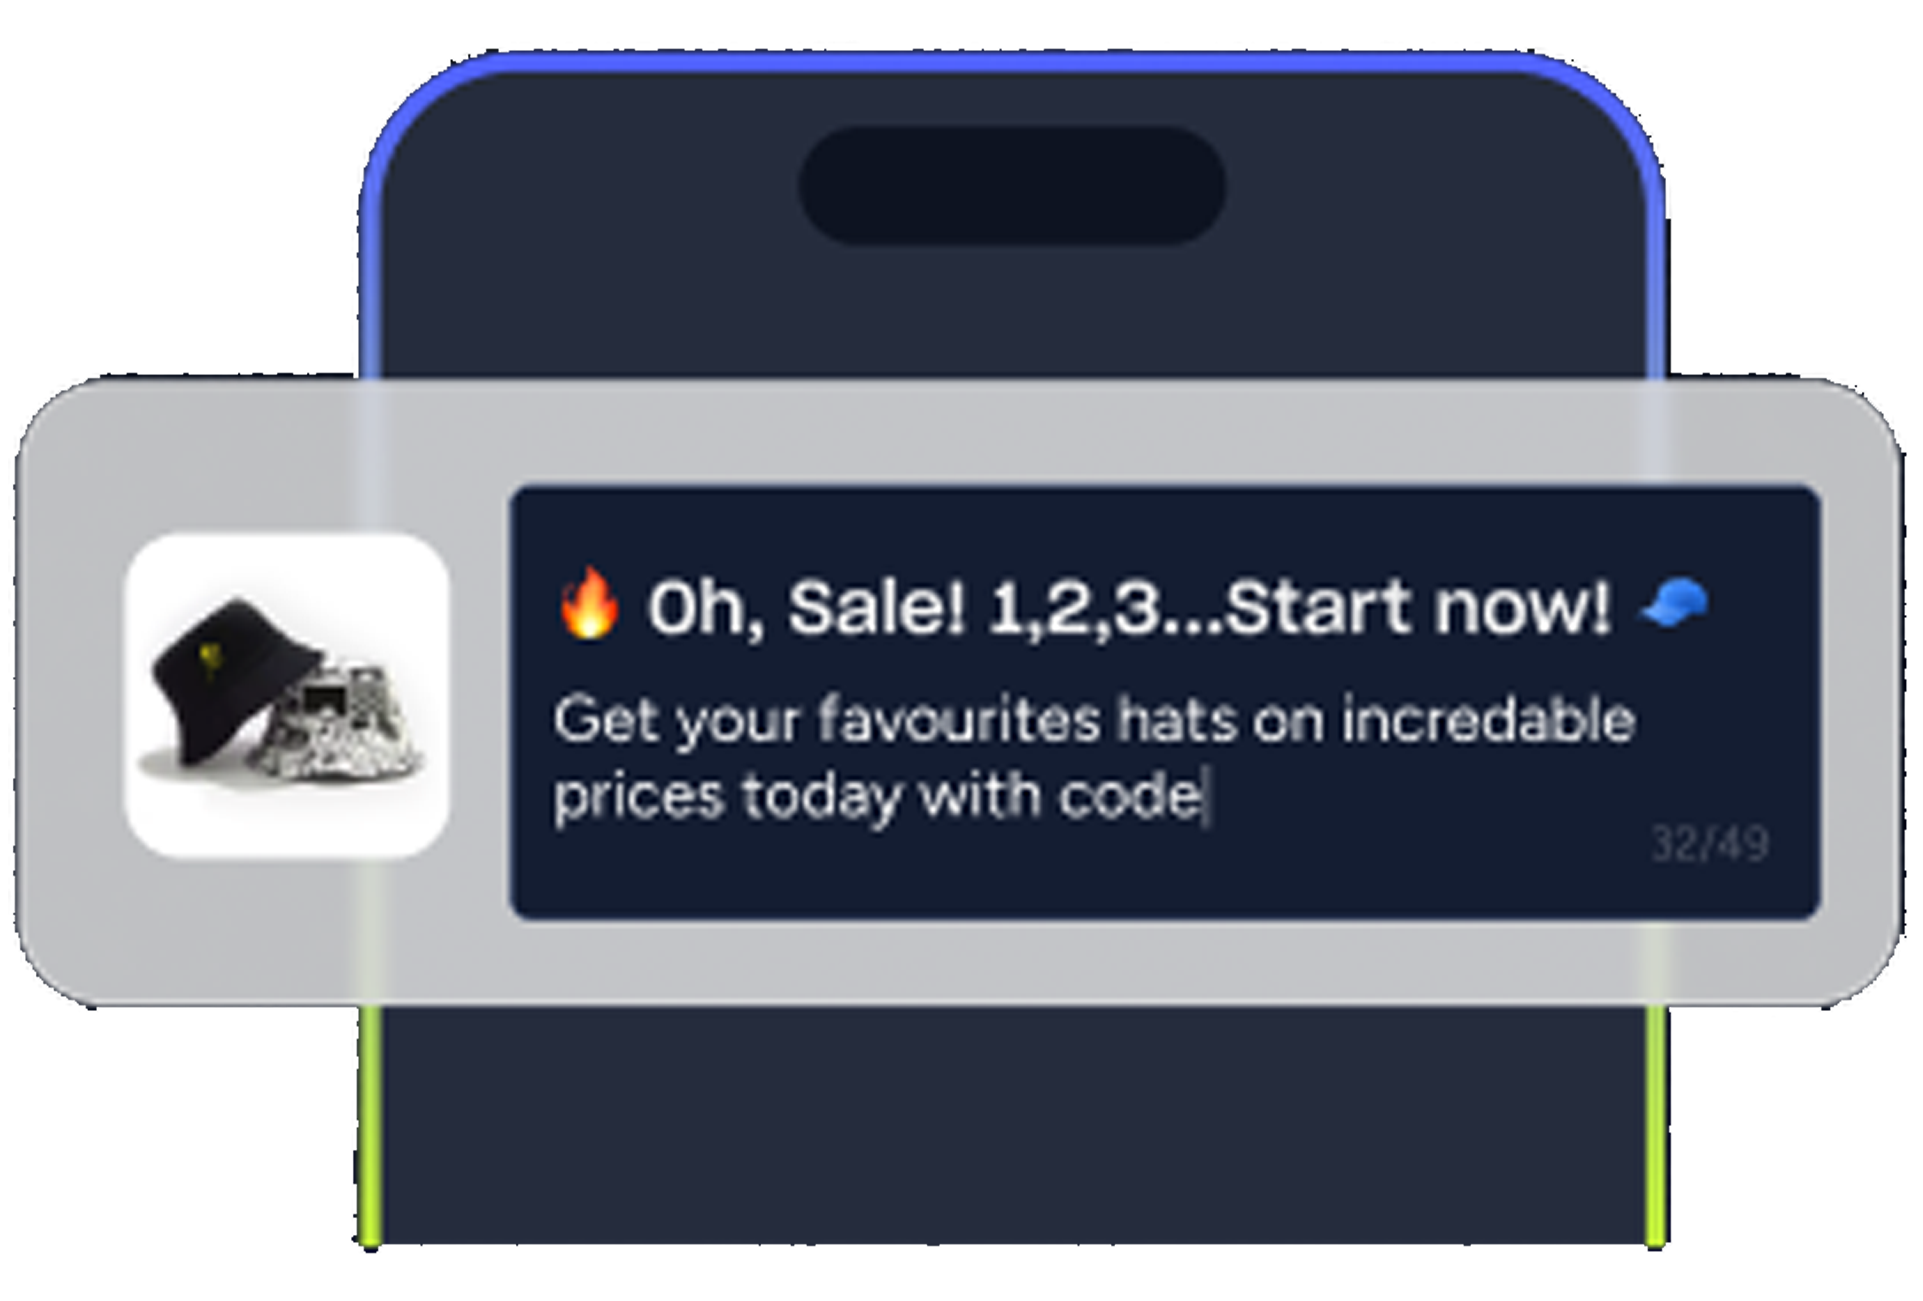 🔥 Oh, Sale! 1,2,3...Start now! 🧢
Get your favourites hats on incredable
prices today with code
32/49